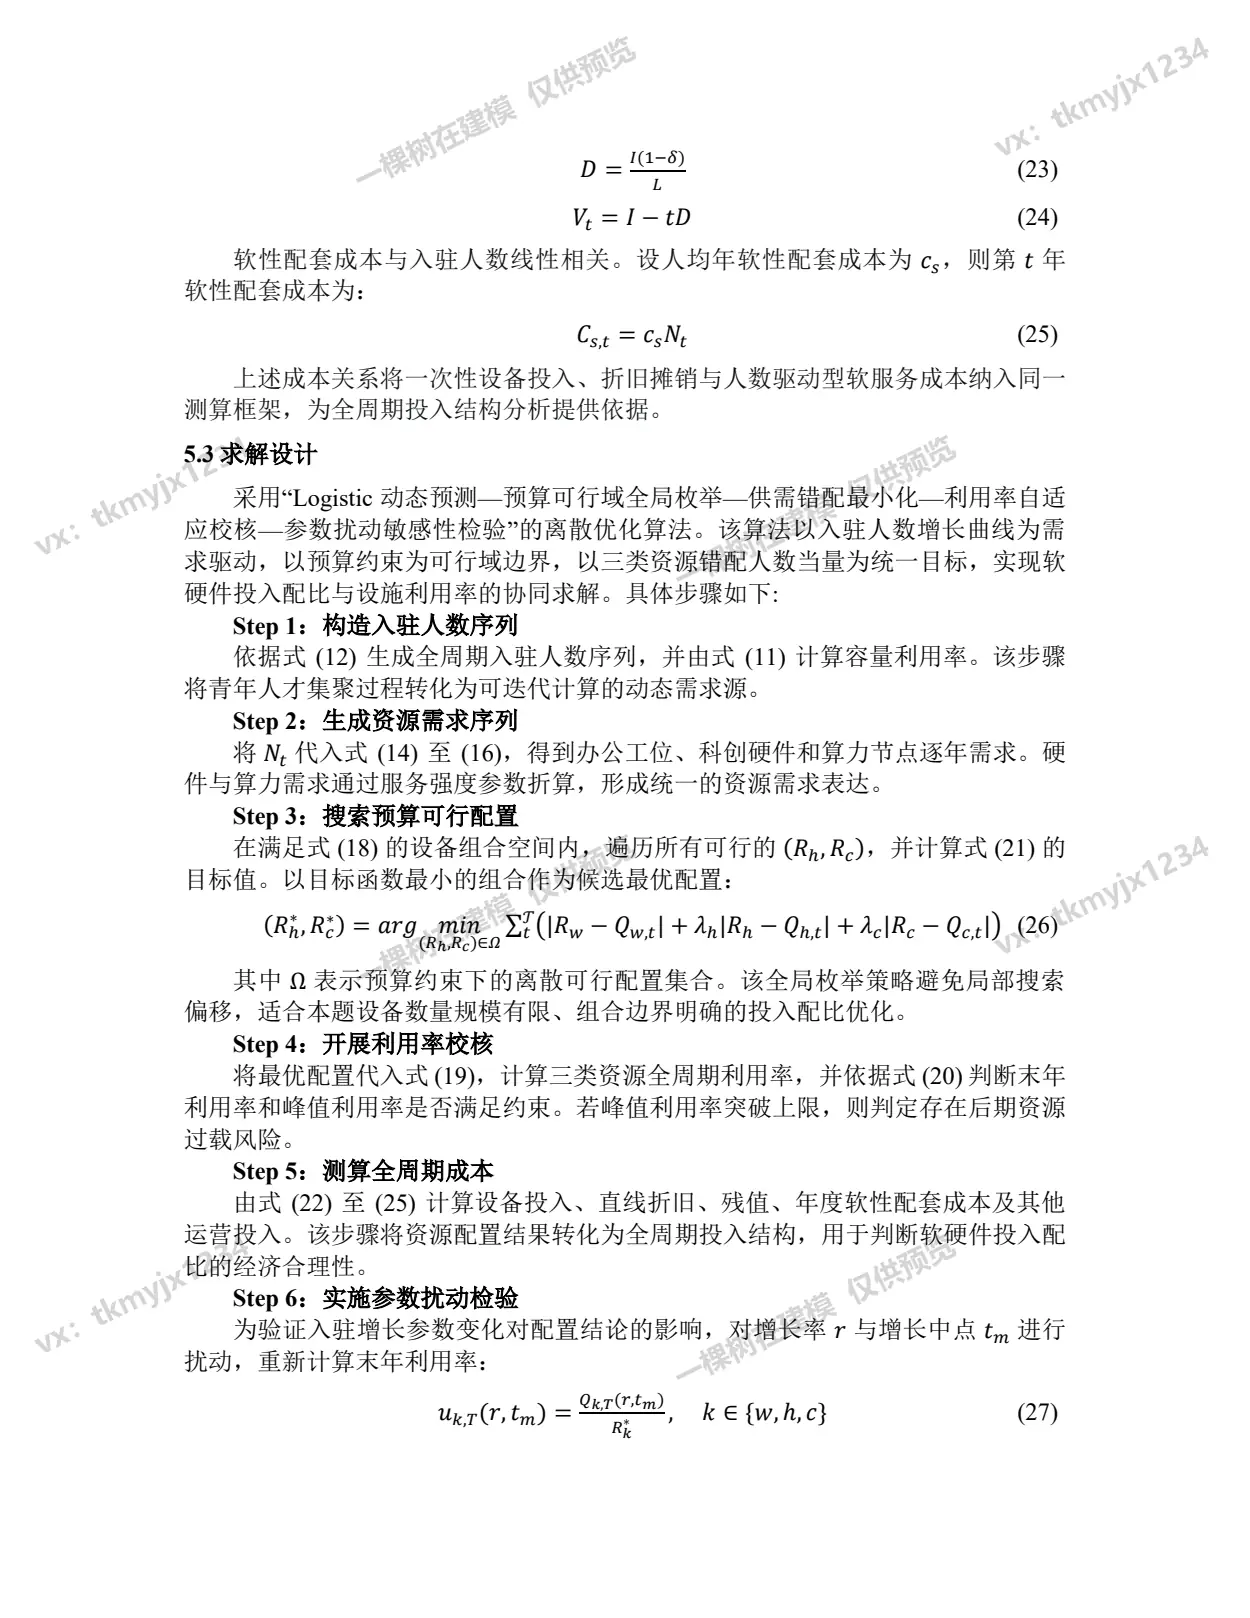 一棵树在建模 仅供预览
vx：tkmyjx1234
D = I(1−δ)/L (23)
V_t = I − tD (24)
软性配套成本与入驻人数线性相关。设人均年软性配套成本为 c_s，则第 t 年
软性配套成本为：
C_{s,t} = c_s N_t (25)
上述成本关系将一次性设备投入、折旧摊销与人数驱动型软服务成本纳入同一
测算框架，为全周期投入结构分析提供依据。
5.3 求解设计
vx：tkmyjx1234
一棵树在建模 仅供预览
采用“Logistic 动态预测—预算可行域全局枚举—供需错配最小化—利用率自适
应校核—参数扰动敏感性检验”的离散优化算法。该算法以入驻人数增长曲线为需
求驱动，以预算约束为可行域边界，以三类资源错配人数当量为统一目标，实现软
硬件投入配比与设施利用率的协同求解。具体步骤如下:
Step 1：构造入驻人数序列
依据式 (12) 生成全周期入驻人数序列，并由式 (11) 计算容量利用率。该步骤
将青年人才集聚过程转化为可迭代计算的动态需求源。
Step 2：生成资源需求序列
将 N_t 代入式 (14) 至 (16)，得到办公工位、科创硬件和算力节点逐年需求。硬
件与算力需求通过服务强度参数折算，形成统一的资源需求表达。
Step 3：搜索预算可行配置
在满足式 (18) 的设备组合空间内，遍历所有可行的 (R_h, R_c)，并计算式 (21) 的
目标值。以目标函数最小的组合作为候选最优配置：
一棵树在建模 仅供预览
vx：tkmyjx1234
(R_h^*, R_c^*) = arg min_{(R_h,R_c)∈Ω} ∑_t^𝒯 (|R_w − Q_{w,t}| + λ_h|R_h − Q_{h,t}| + λ_c|R_c − Q_{c,t}|) (26)
其中 Ω 表示预算约束下的离散可行配置集合。该全局枚举策略避免局部搜索
偏移，适合本题设备数量规模有限、组合边界明确的投入配比优化。
Step 4：开展利用率校核
将最优配置代入式 (19)，计算三类资源全周期利用率，并依据式 (20) 判断末年
利用率和峰值利用率是否满足约束。若峰值利用率突破上限，则判定存在后期资源
过载风险。
Step 5：测算全周期成本
由式 (22) 至 (25) 计算设备投入、直线折旧、残值、年度软性配套成本及其他
运营投入。该步骤将资源配置结果转化为全周期投入结构，用于判断软硬件投入配
比的经济合理性。
vx：tkmyjx1234
一棵树在建模 仅供预览
Step 6：实施参数扰动检验
为验证入驻增长参数变化对配置结论的影响，对增长率 r 与增长中点 t_m 进行
扰动，重新计算末年利用率：
u_{k,T}(r, t_m) = Q_{k,T}(r,t_m)/R_k^*, k ∈ {w, h, c} (27)